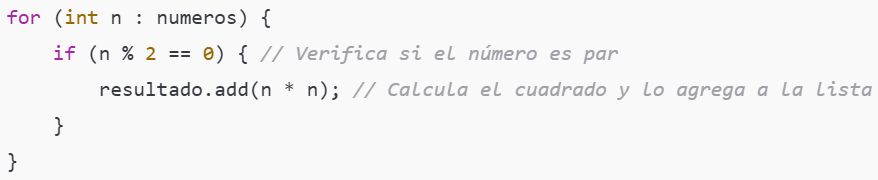 for (int n : numeros) {
    if (n % 2 == 0) { // Verifica si el número es par
        resultado.add(n * n); // Calcula el cuadrado y lo agrega a la lista
    }
}